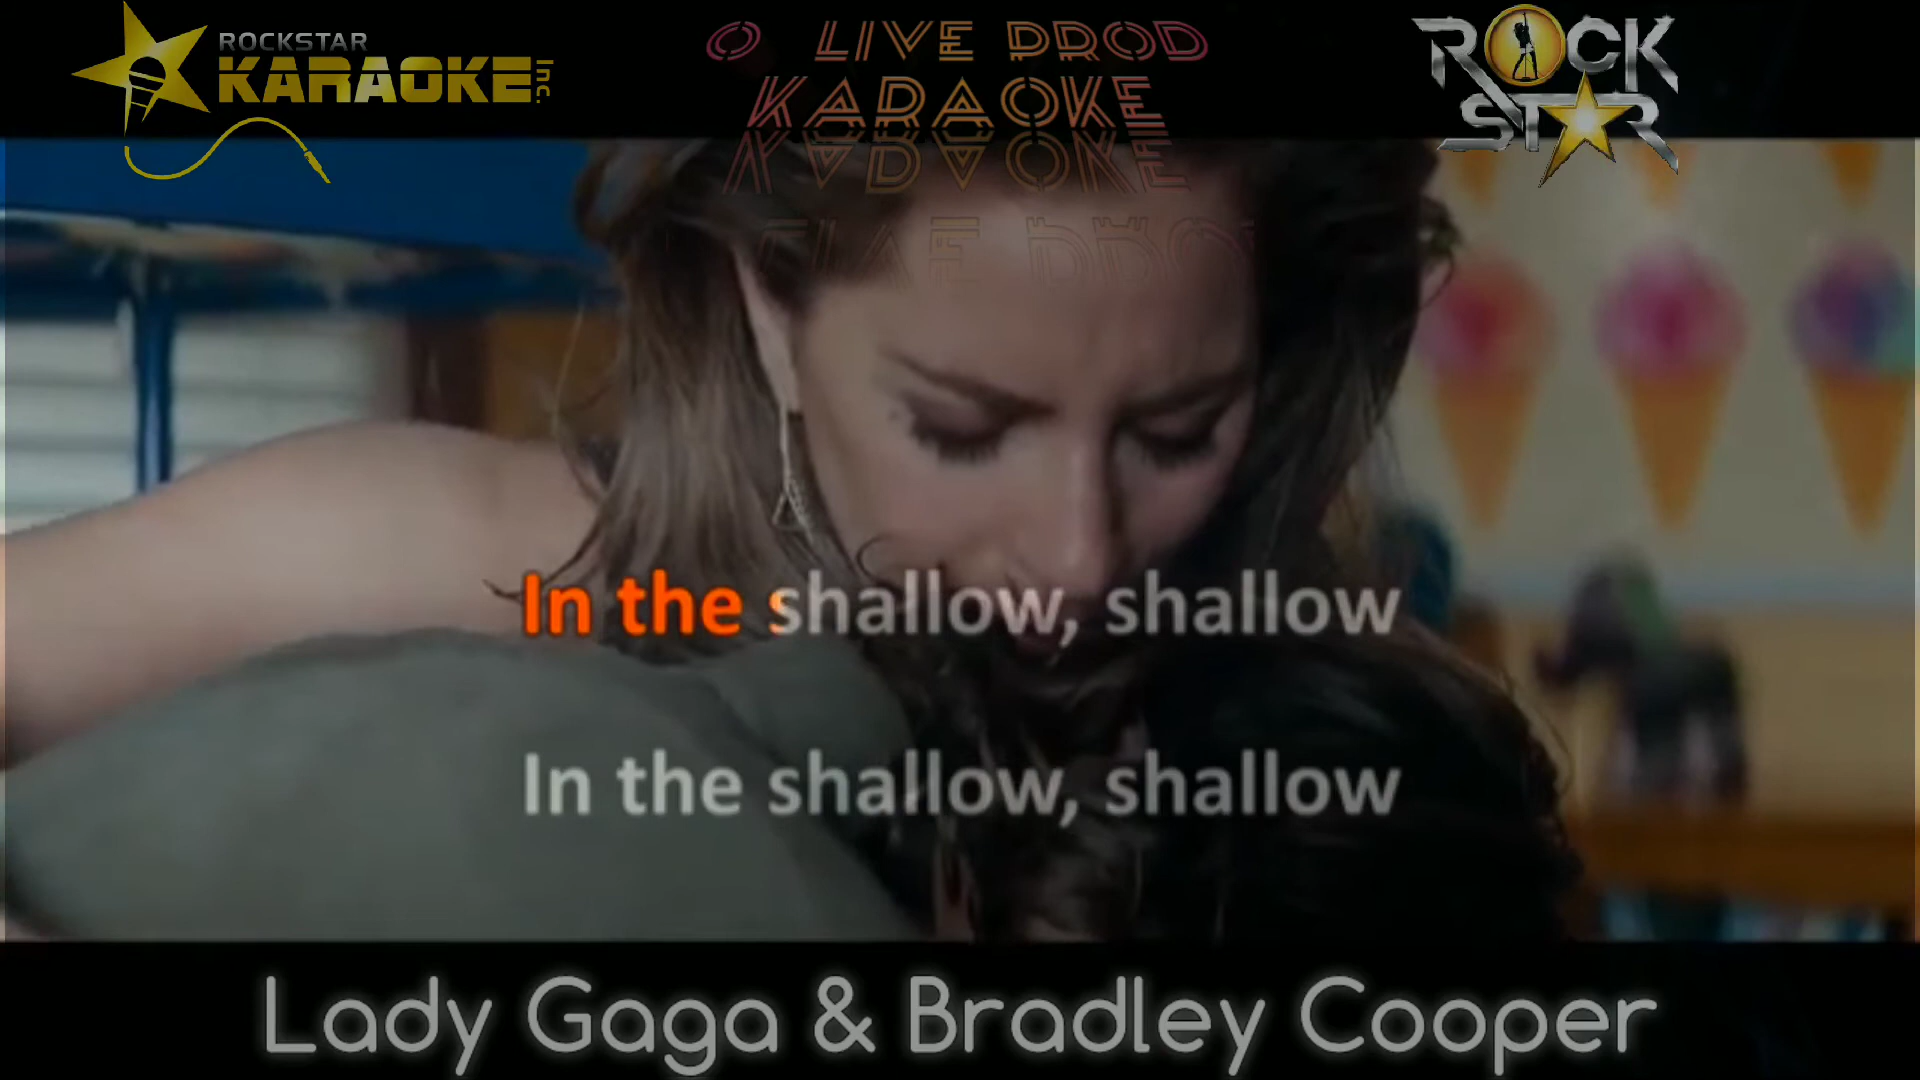 ROCKSTAR
KARAOKE Inc.
O LIVE PROD
KARAOKE
ROCK
STAR
In the shallow, shallow
In the shallow, shallow
Lady Gaga & Bradley Cooper